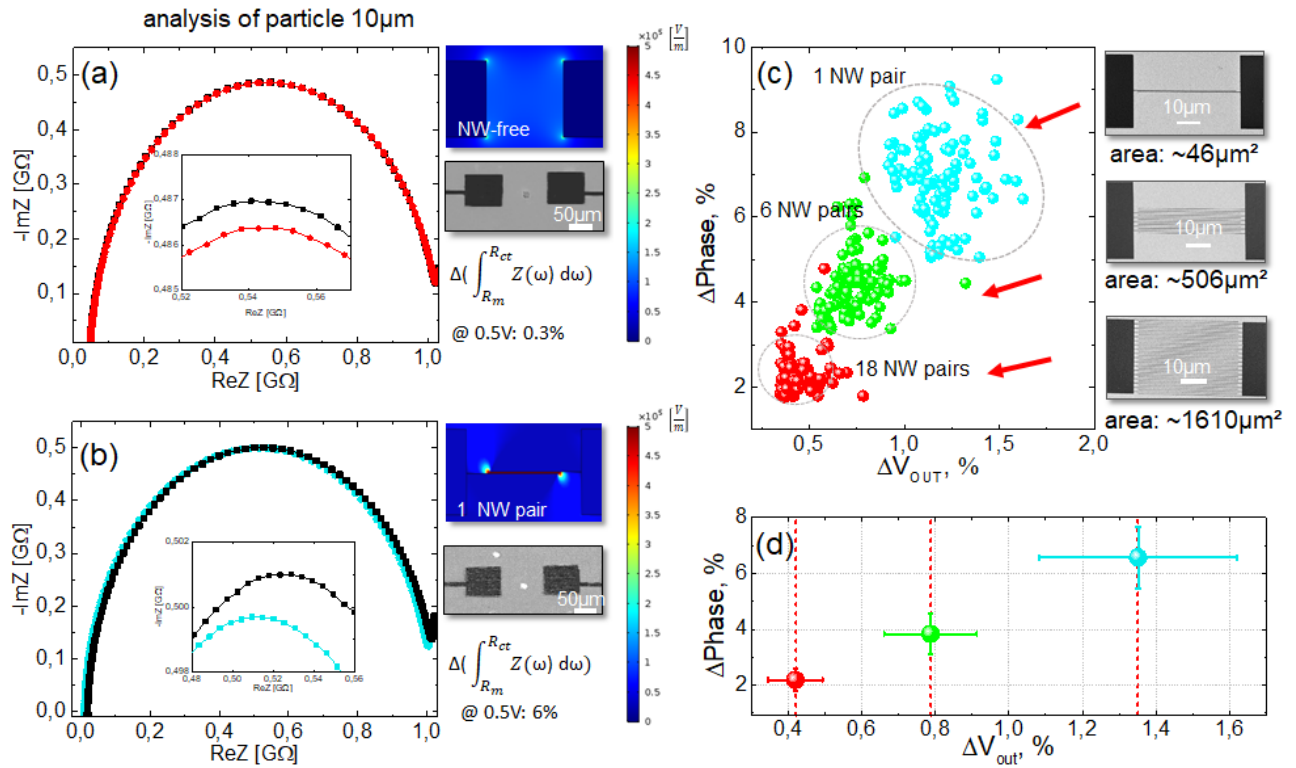 analysis of particle 10µm
(a)
-ImZ [GΩ]
0,5
0,4
0,3
0,2
0,1
0,0 0,2 0,4 0,6 0,8 1,0
ReZ [GΩ]
0,488
0,487
0,486
0,485
-ImZ [GΩ]
0,52 0,54 0,56
ReZ [GΩ]
NW-free
50µm
Δ(∫_{R_m}^{R_ct} Z(ω) dω)
@ 0.5V: 0.3%
×10⁵ [V/m]
5
4.5
4
3.5
3
2.5
2
1.5
1
0.5
0
(b)
-ImZ [GΩ]
0,5
0,4
0,3
0,2
0,1
0,0
0,0 0,2 0,4 0,6 0,8 1,0
ReZ [GΩ]
0,502
0,500
0,498
-ImZ [GΩ]
0,48 0,50 0,52 0,54 0,56
ReZ [GΩ]
1 NW pair
50µm
Δ(∫_{R_m}^{R_ct} Z(ω) dω)
@ 0.5V: 6%
×10⁵ [V/m]
5
4.5
4
3.5
3
2.5
2
1.5
1
0.5
0
(c)
ΔPhase, %
10
8
6
4
2
1 NW pair
6 NW pairs
18 NW pairs
0,5 1,0 1,5 2,0
ΔV_OUT, %
10µm
area: ~46µm²
10µm
area: ~506µm²
10µm
area: ~1610µm²
(d)
ΔPhase, %
8
6
4
2
0,4 0,6 0,8 1,0 1,2 1,4 1,6
ΔV_out, %